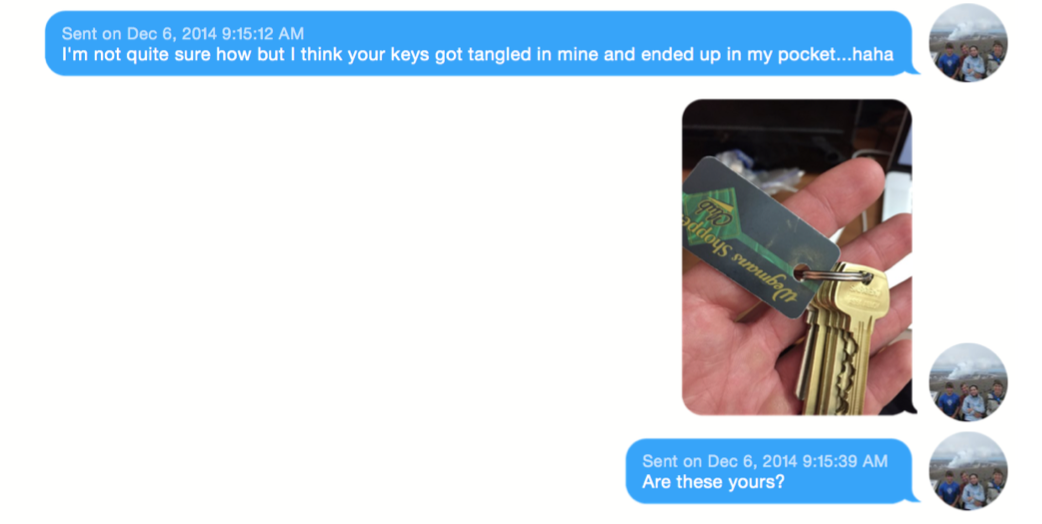 Sent on Dec 6, 2014 9:15:12 AM
I'm not quite sure how but I think your keys got tangled in mine and ended up in my pocket...haha
Wegmans Shoppe
Club
Sent on Dec 6, 2014 9:15:39 AM
Are these yours?